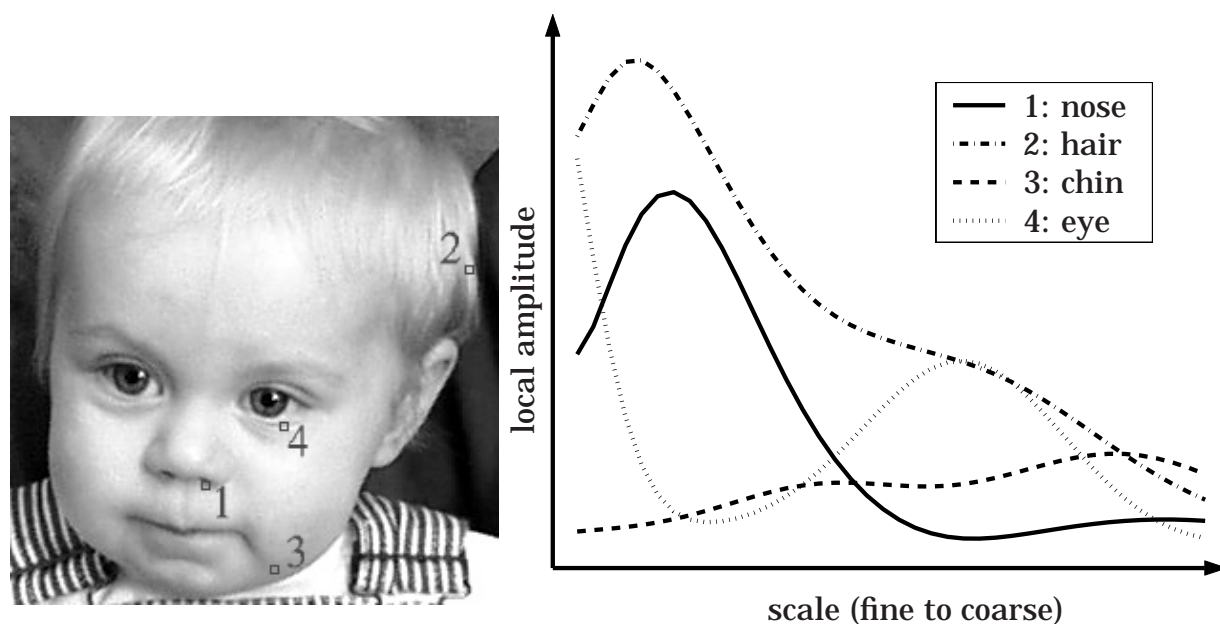 2
4
1
3
local amplitude
scale (fine to coarse)
1: nose
2: hair
3: chin
4: eye